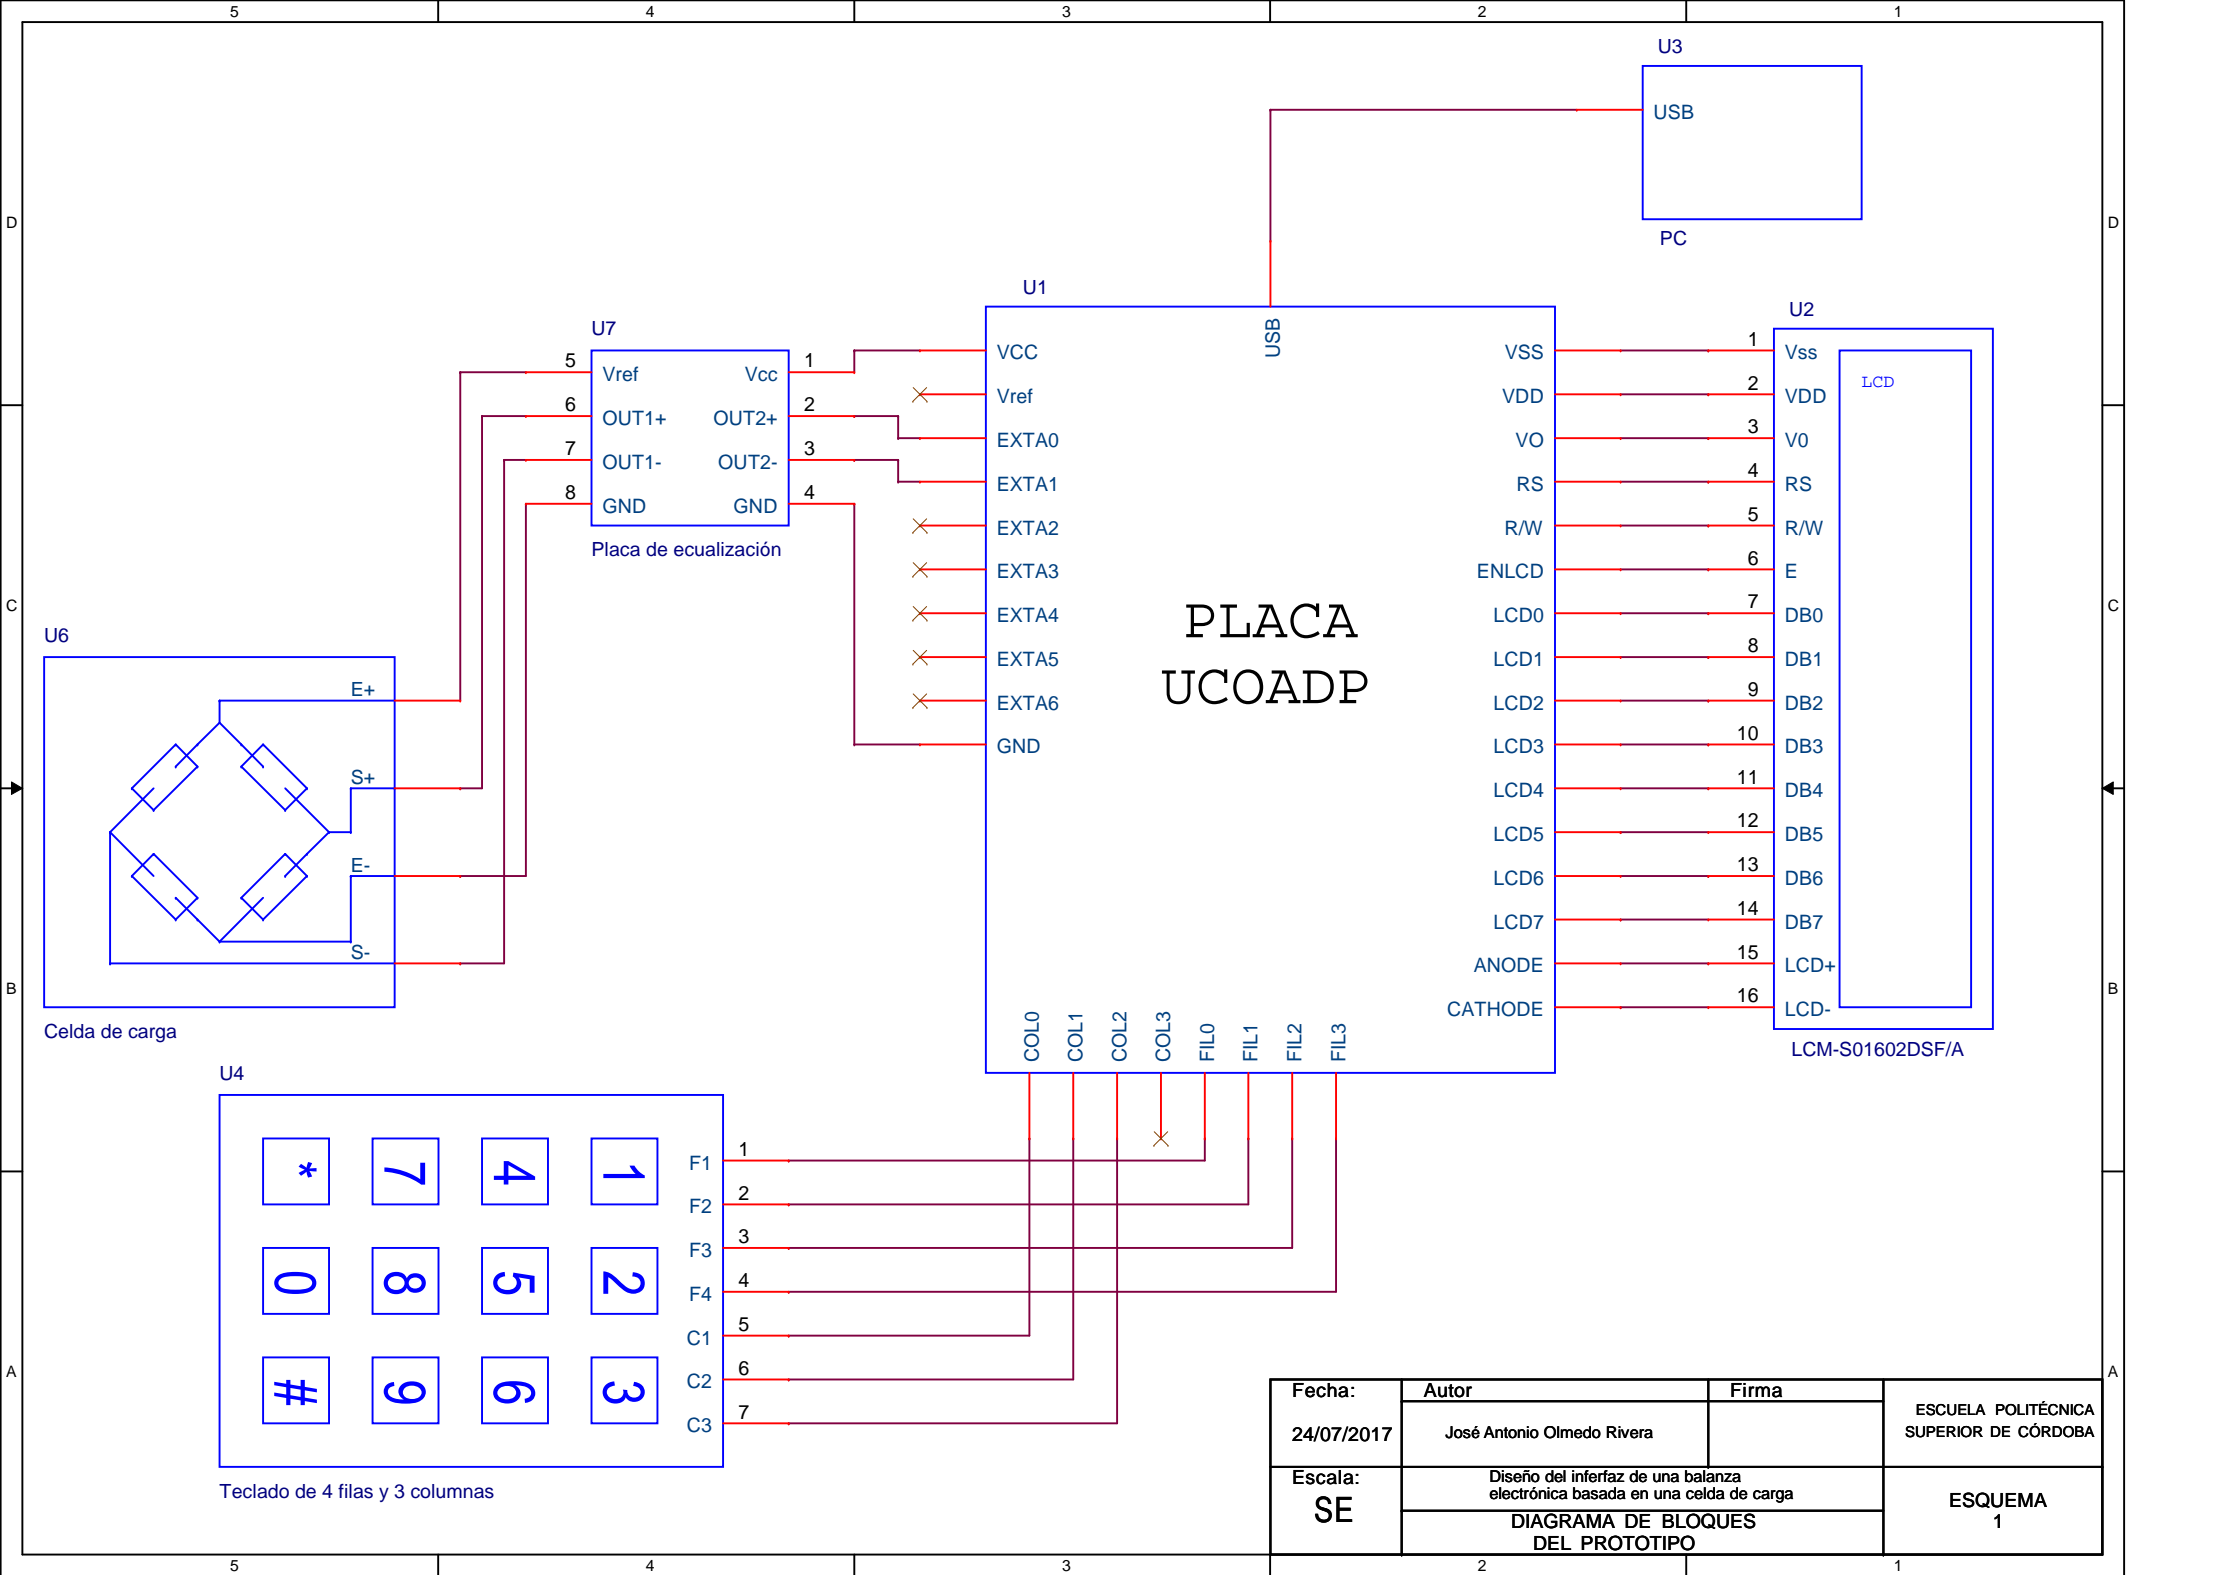 5 4 3 2 1
D D
C C
B B
A A
U3
USB
PC
U1
USB
VCC
Vref
EXTA0
EXTA1
EXTA2
EXTA3
EXTA4
EXTA5
EXTA6
GND
PLACA
UCOADP
VSS
VDD
VO
RS
R/W
ENLCD
LCD0
LCD1
LCD2
LCD3
LCD4
LCD5
LCD6
LCD7
ANODE
CATHODE
COL0
COL1
COL2
COL3
FIL0
FIL1
FIL2
FIL3
U2
1 Vss
2 VDD
3 V0
4 RS
5 R/W
6 E
7 DB0
8 DB1
9 DB2
10 DB3
11 DB4
12 DB5
13 DB6
14 DB7
15 LCD+
16 LCD-
LCD
LCM-S01602DSF/A
U7
5 Vref Vcc 1
6 OUT1+ OUT2+ 2
7 OUT1- OUT2- 3
8 GND GND 4
Placa de ecualización
U6
E+
S+
E-
S-
Celda de carga
U4
* 7 4 1
0 8 5 2
# 9 6 3
F1 1
F2 2
F3 3
F4 4
C1 5
C2 6
C3 7
Teclado de 4 filas y 3 columnas
Fecha:
24/07/2017
Autor
José Antonio Olmedo Rivera
Firma
ESCUELA POLITÉCNICA
SUPERIOR DE CÓRDOBA
Escala:
SE
Diseño del inferfaz de una balanza
electrónica basada en una celda de carga
DIAGRAMA DE BLOQUES
DEL PROTOTIPO
ESQUEMA
1
5 4 3 2 1